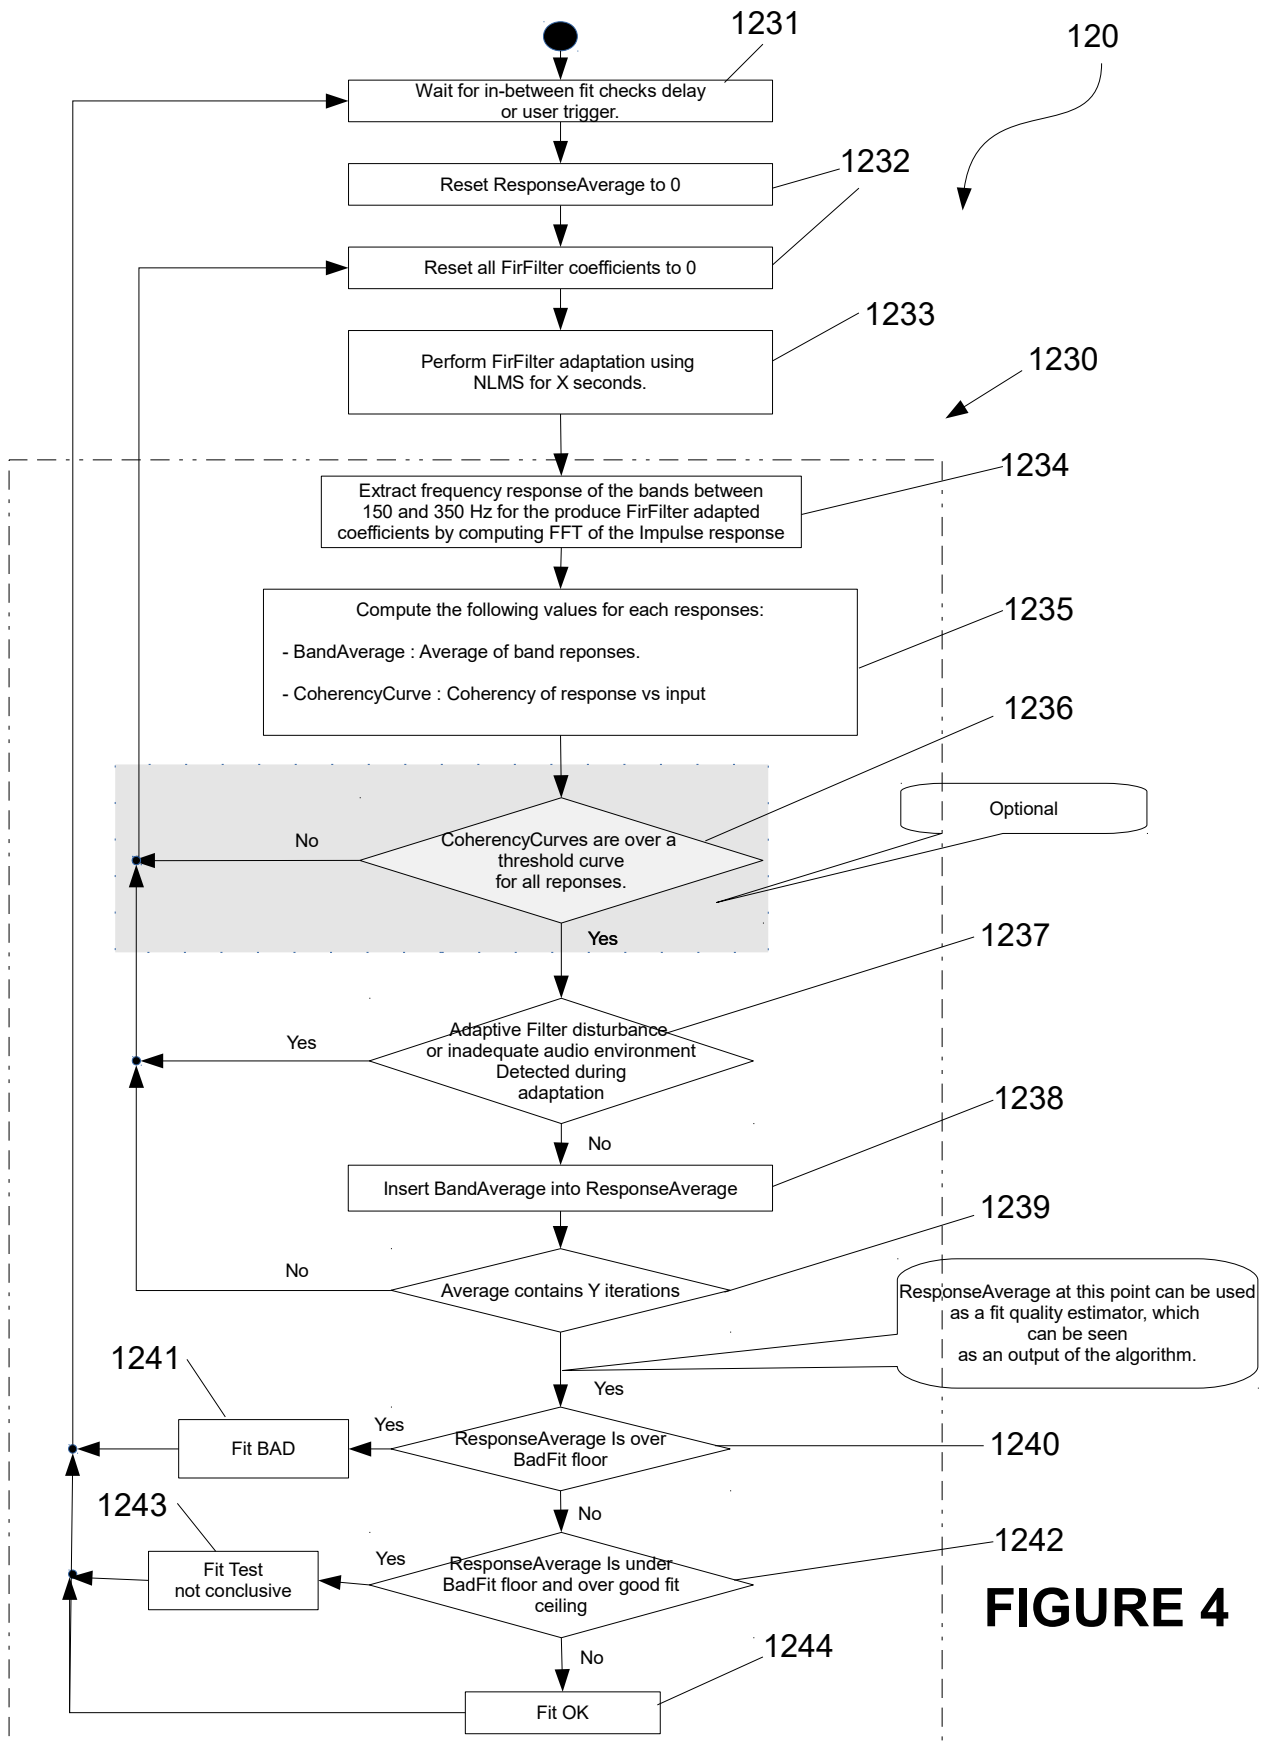 1231
120
Wait for in-between fit checks delay
or user trigger.
1232
Reset ResponseAverage to 0
Reset all FirFilter coefficients to 0
1233
Perform FirFilter adaptation using
NLMS for X seconds.
1230
1234
Extract frequency response of the bands between
150 and 350 Hz for the produce FirFilter adapted
coefficients by computing FFT of the Impulse response
1235
Compute the following values for each responses:
- BandAverage : Average of band reponses.
- CoherencyCurve : Coherency of response vs input
1236
Optional
No
CoherencyCurves are over a
threshold curve
for all reponses.
Yes
1237
Yes
Adaptive Filter disturbance
or inadequate audio environment
Detected during
adaptation
1238
No
Insert BandAverage into ResponseAverage
1239
No
Average contains Y iterations
ResponseAverage at this point can be used
as a fit quality estimator, which
can be seen
as an output of the algorithm.
1241
Yes
Yes
Fit BAD
ResponseAverage Is over
BadFit floor
1240
1243
No
1242
Yes
Fit Test
not conclusive
ResponseAverage Is under
BadFit floor and over good fit
ceiling
FIGURE 4
No
1244
Fit OK